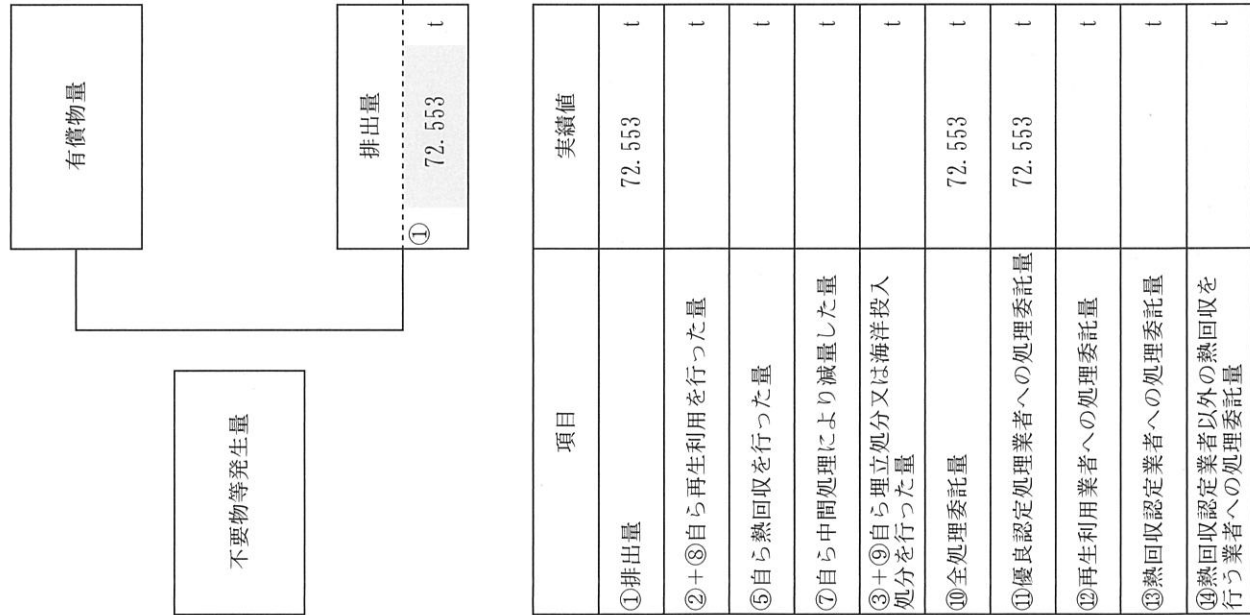 有償物量
不要物等発生量
排出量
① 72.553 t
項目 実績値
①排出量 72.553 t
②+⑧自ら再生利用を行った量 t
⑤自ら熱回収を行った量 t
⑦自ら中間処理により減量した量 t
③+⑨自ら埋立処分又は海洋投入
処分を行った量 t
⑩全処理委託量 72.553 t
⑪優良認定処理業者への処理委託量 72.553 t
⑫再生利用業者への処理委託量 t
⑬熱回収認定業者への処理委託量 t
⑭熱回収認定業者以外の熱回収を
行う業者への処理委託量 t